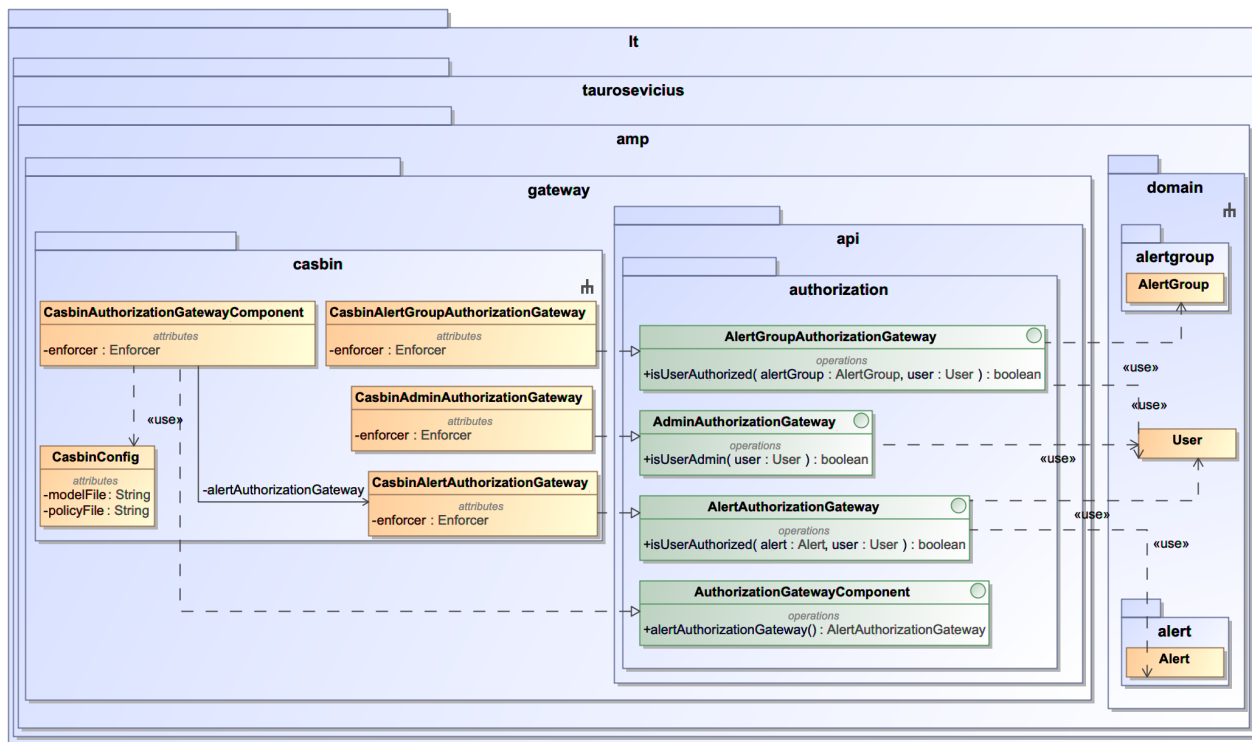 lt
taurosevicius
amp
gateway
domain
api
casbin
authorization
alertgroup
AlertGroup
CasbinAuthorizationGatewayComponent
attributes
-enforcer : Enforcer
CasbinAlertGroupAuthorizationGateway
attributes
-enforcer : Enforcer
AlertGroupAuthorizationGateway
operations
+isUserAuthorized( alertGroup : AlertGroup, user : User ) : boolean
«use»
«use»
«use»
CasbinAdminAuthorizationGateway
attributes
-enforcer : Enforcer
AdminAuthorizationGateway
operations
+isUserAdmin( user : User ) : boolean
User
«use»
CasbinConfig
attributes
-modelFile : String
-policyFile : String
-alertAuthorizationGateway
CasbinAlertAuthorizationGateway
attributes
-enforcer : Enforcer
AlertAuthorizationGateway
operations
+isUserAuthorized( alert : Alert, user : User ) : boolean
«use»
«use»
AuthorizationGatewayComponent
operations
+alertAuthorizationGateway() : AlertAuthorizationGateway
alert
Alert